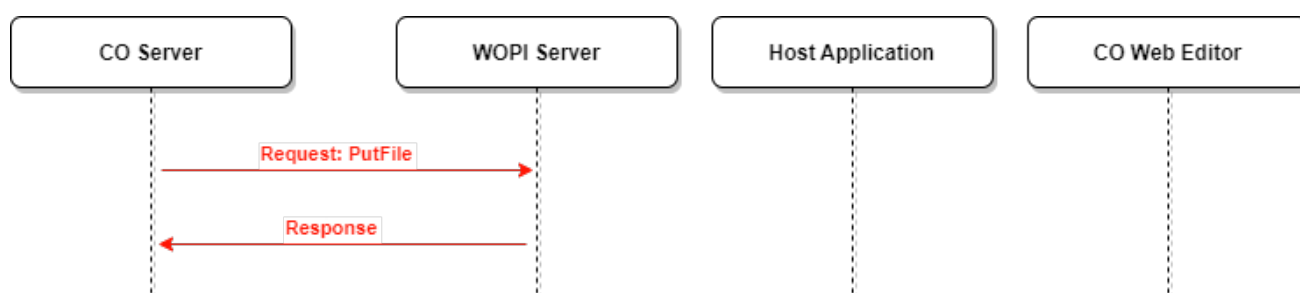 CO Server
WOPI Server
Host Application
CO Web Editor
Request: PutFile
Response